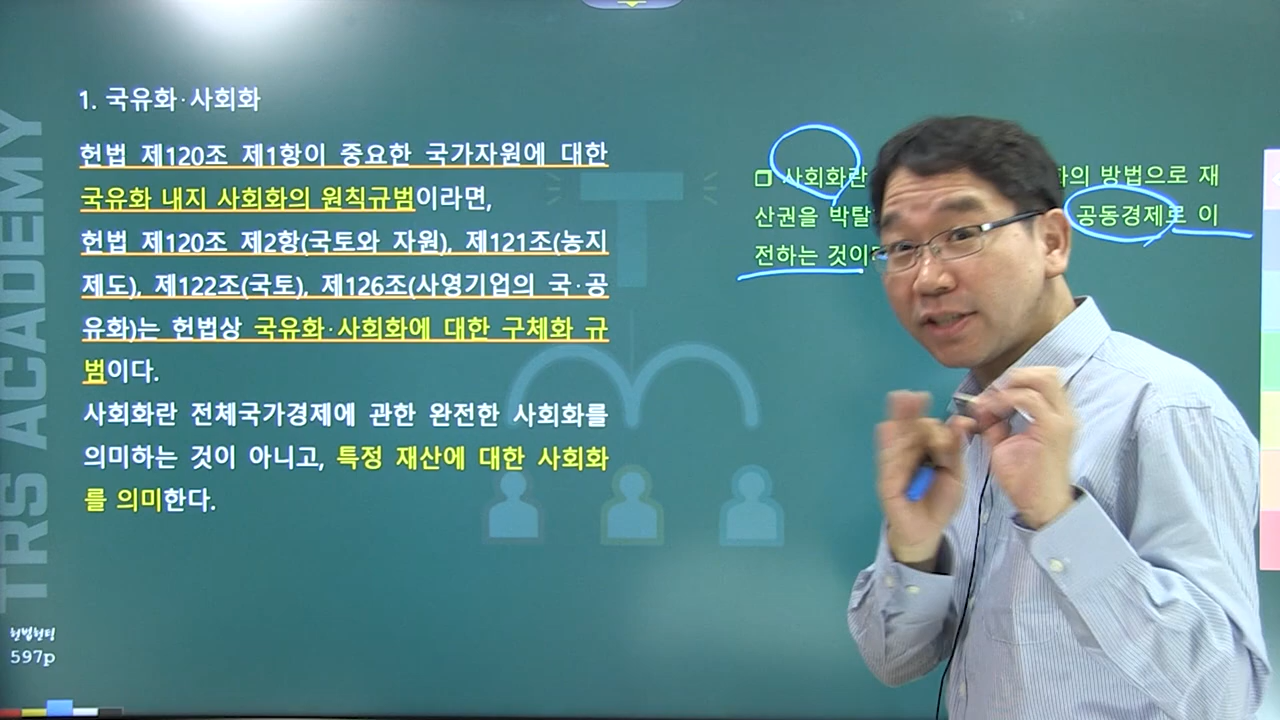 1. 국유화·사회화
헌법 제120조 제1항이 중요한 국가자원에 대한
국유화 내지 사회화의 원칙규범이라면,
헌법 제120조 제2항(국토와 자원), 제121조(농지
제도), 제122조(국토), 제126조(사영기업의 국·공
유화)는 헌법상 국유화·사회화에 대한 구체화 규
범이다.
사회화란 전체국가경제에 관한 완전한 사회화를
의미하는 것이 아니고, 특정 재산에 대한 사회화
를 의미한다.
❒ 사회화란 방법으로 재
산권을 공동경제로 이
전하는 것이
TRS ACADEMY
헌법헌터
597p